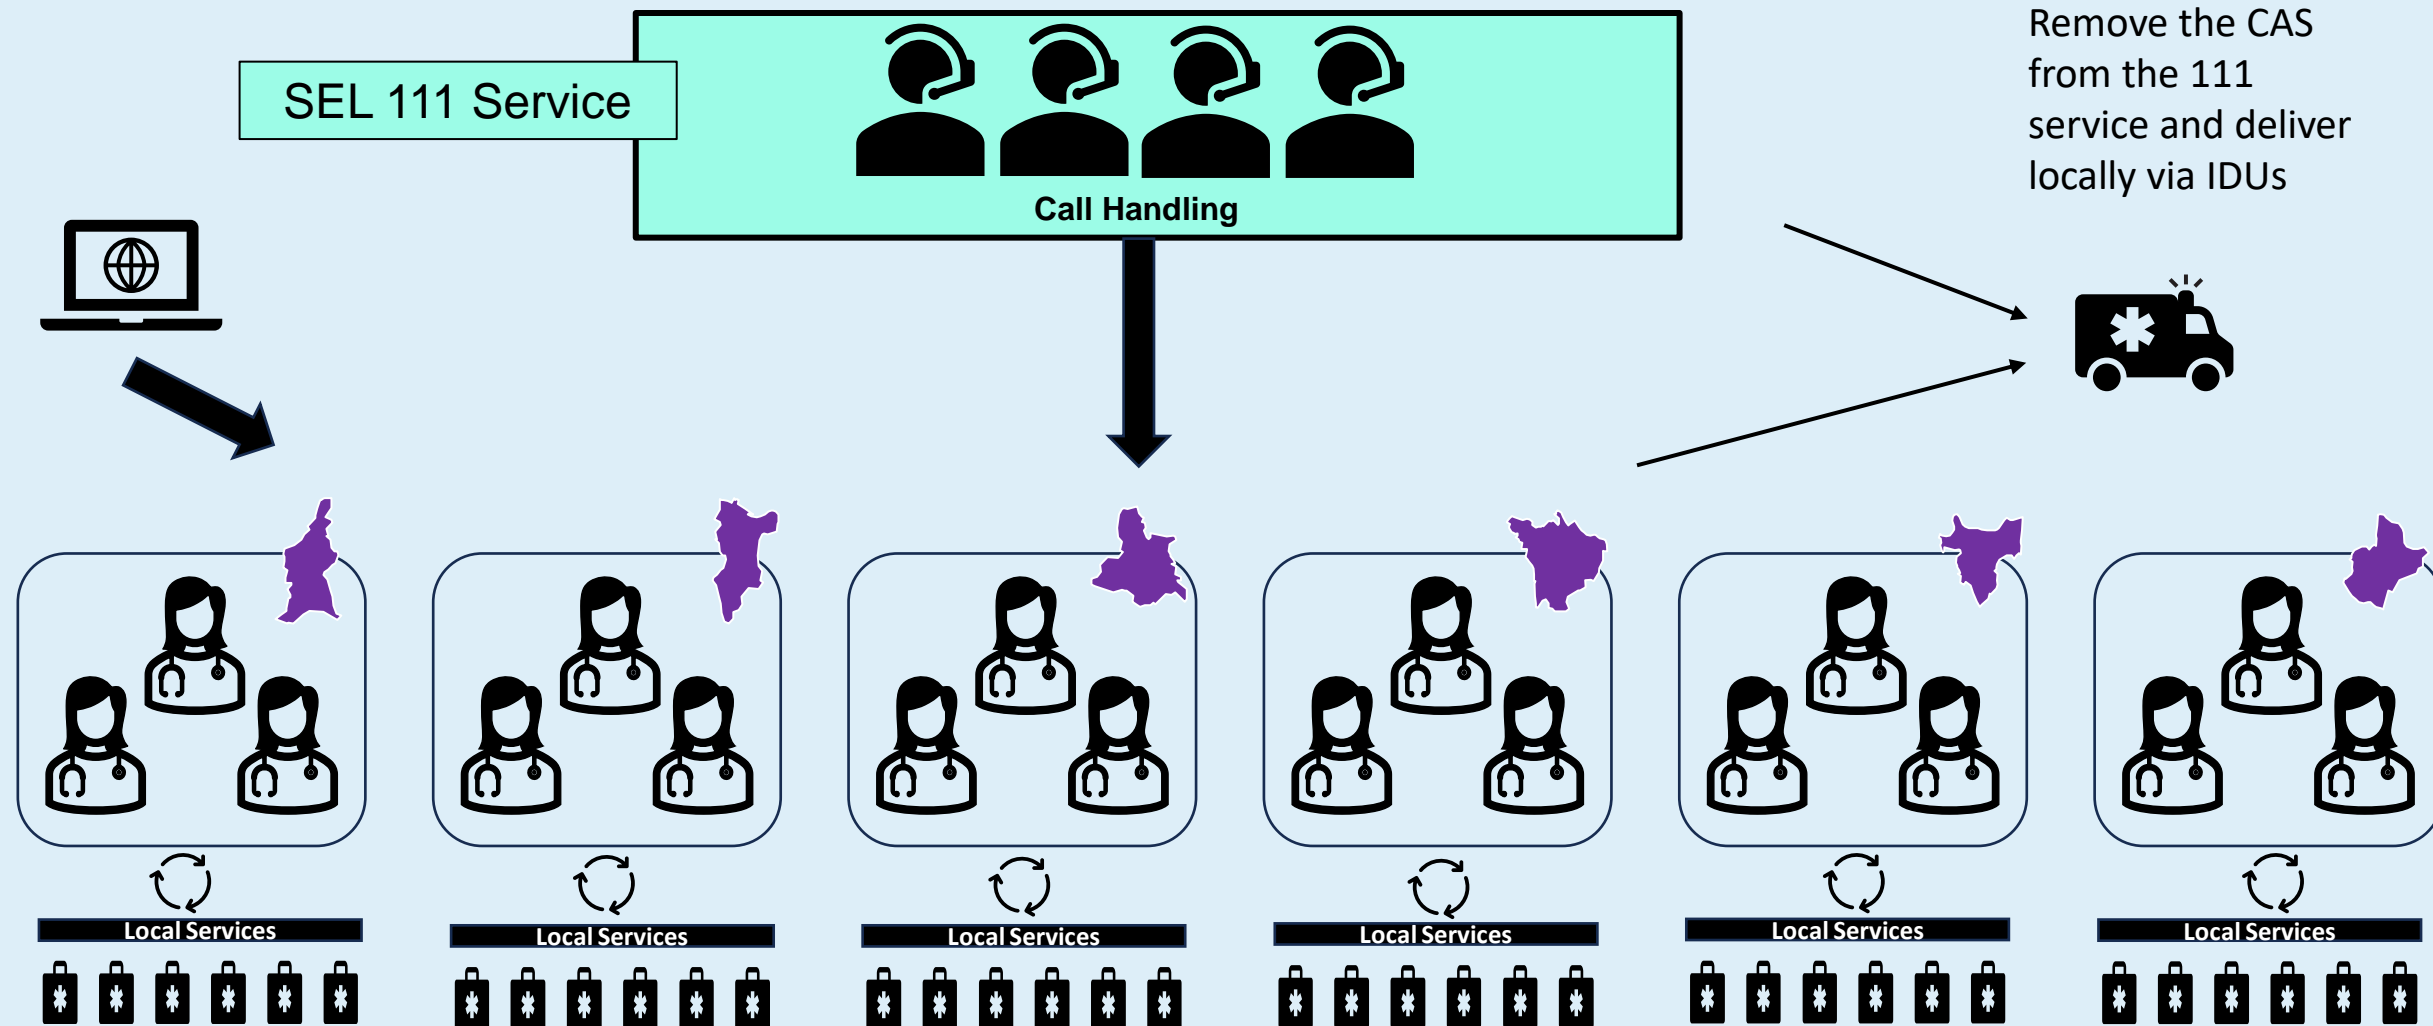 SEL 111 Service
Call Handling
Remove the CAS
from the 111
service and deliver
locally via IDUs
Local Services
Local Services
Local Services
Local Services
Local Services
Local Services